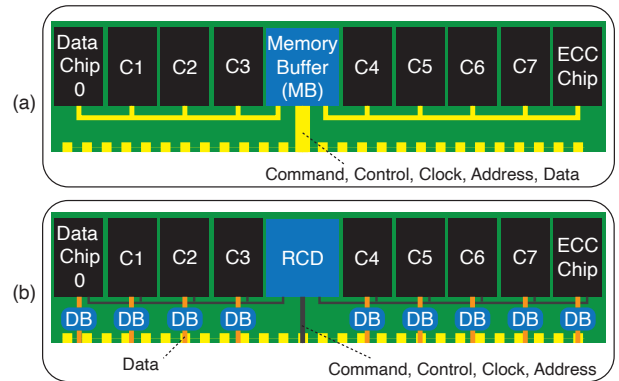 (a)
Data
Chip
0
C1
C2
C3
Memory
Buffer
(MB)
C4
C5
C6
C7
ECC
Chip
Command, Control, Clock, Address, Data
(b)
Data
Chip
0
C1
C2
C3
RCD
C4
C5
C6
C7
ECC
Chip
DB
DB
DB
DB
DB
DB
DB
DB
DB
Data
Command, Control, Clock, Address